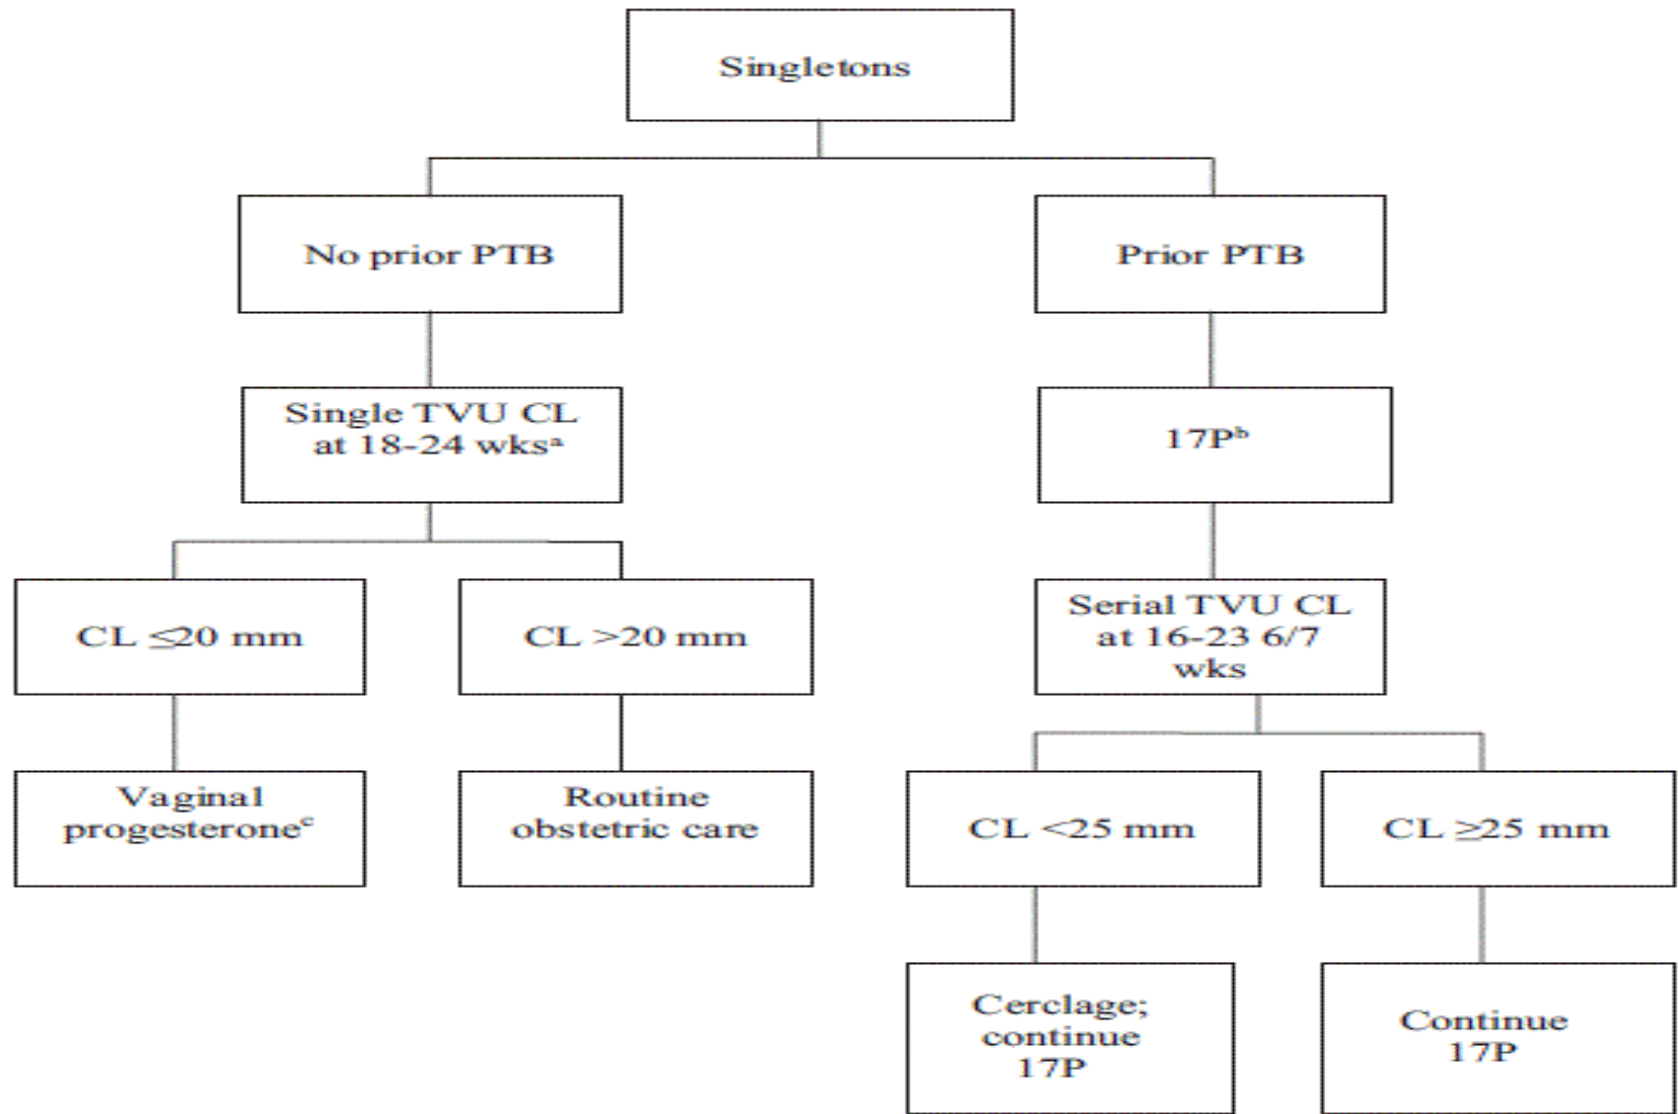 Singletons
No prior PTB
Prior PTB
Single TVU CL
at 18-24 wksᵃ
17Pᵇ
CL ≤20 mm
CL >20 mm
Serial TVU CL
at 16-23 6/7
wks
Vaginal
progesteroneᶜ
Routine
obstetric care
CL <25 mm
CL ≥25 mm
Cerclage;
continue
17P
Continue
17P